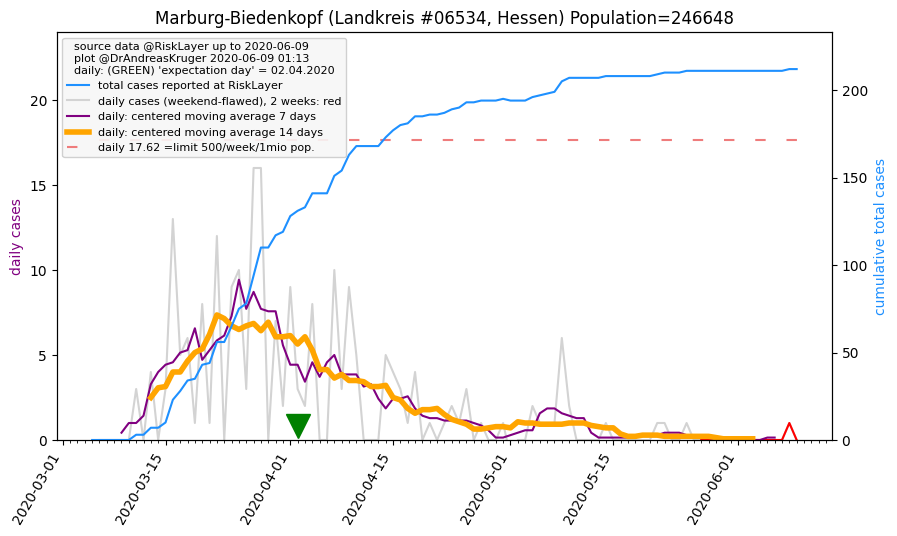 Marburg-Biedenkopf (Landkreis #06534, Hessen) Population=246648
source data @RiskLayer up to 2020-06-09
plot @DrAndreasKruger 2020-06-09 01:13
daily: (GREEN) 'expectation day' = 02.04.2020
total cases reported at RiskLayer
daily cases (weekend-flawed), 2 weeks: red
daily: centered moving average 7 days
daily: centered moving average 14 days
daily 17.62 =limit 500/week/1mio pop.
daily cases
20
15
10
5
0
cumulative total cases
200
150
100
50
0
2020-03-01
2020-03-15
2020-04-01
2020-04-15
2020-05-01
2020-05-15
2020-06-01